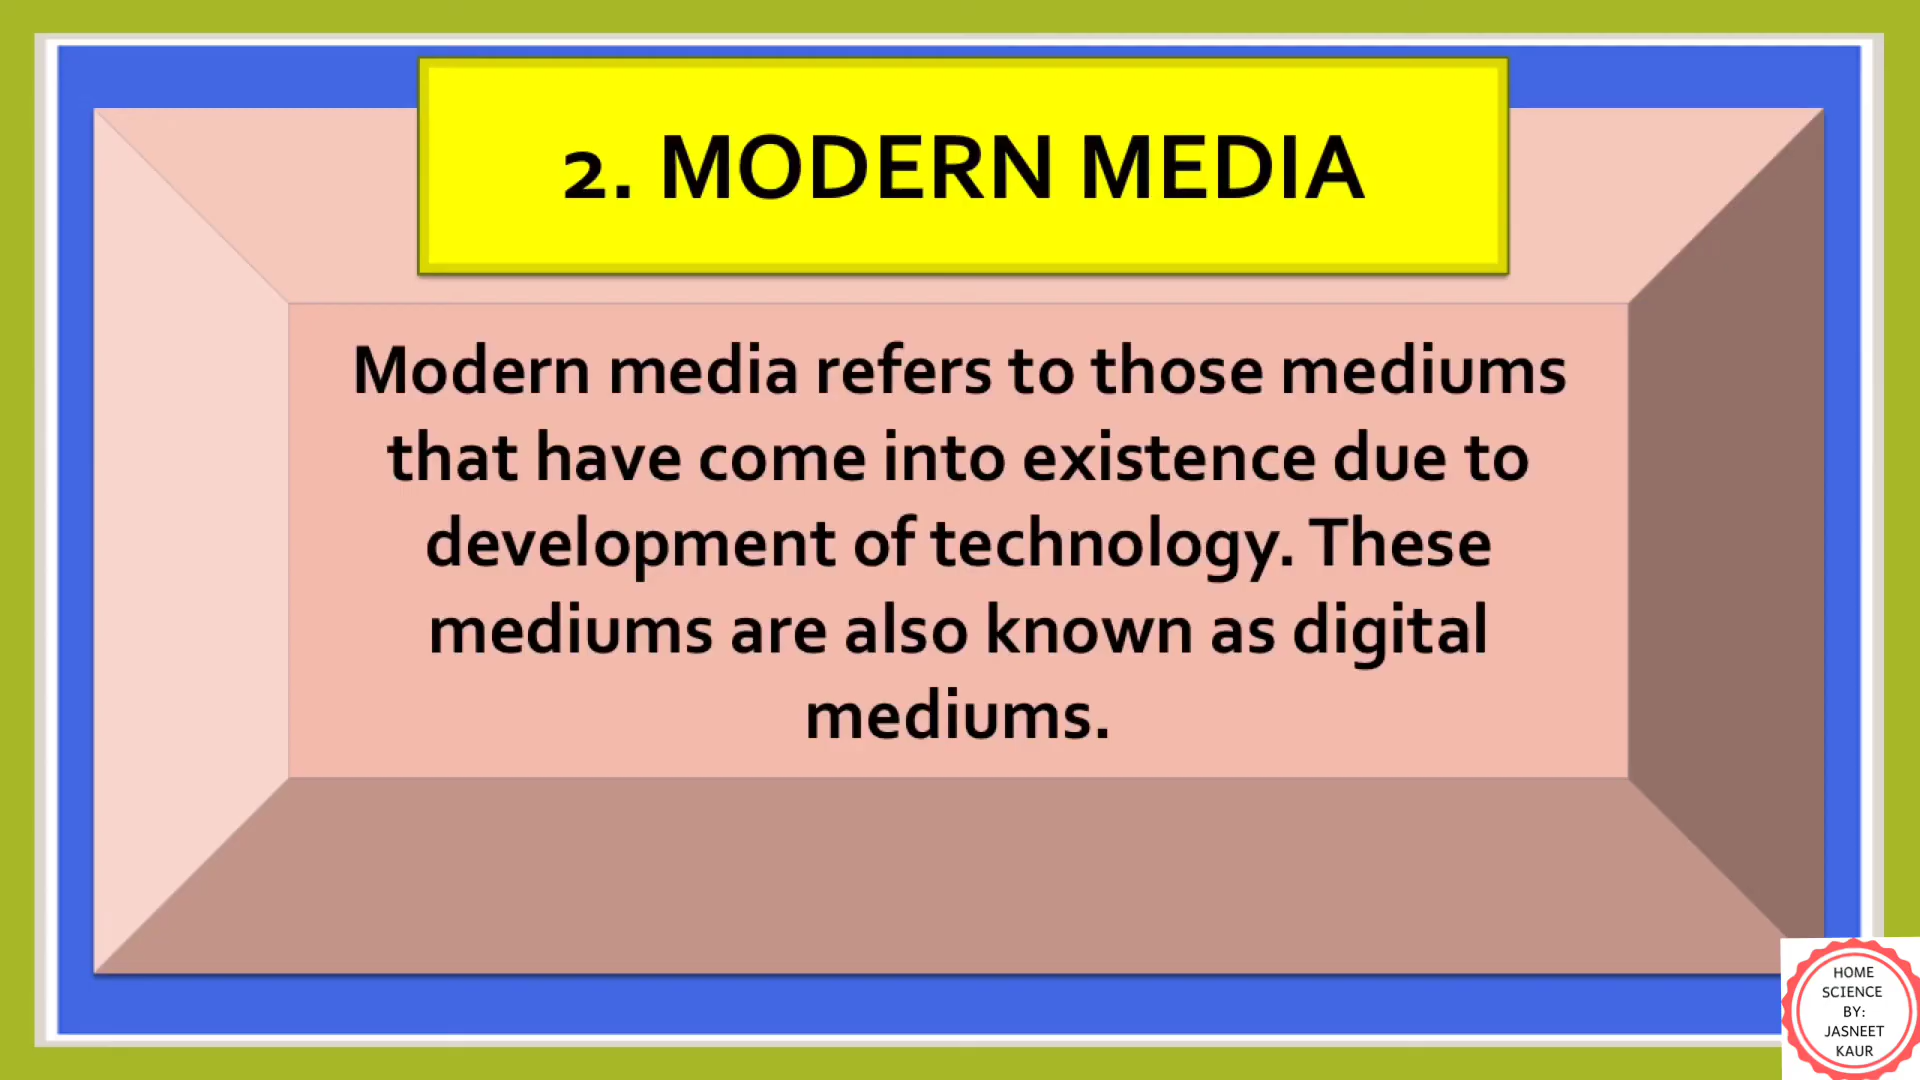 2. MODERN MEDIA
Modern media refers to those mediums
that have come into existence due to
development of technology. These
mediums are also known as digital
mediums.
HOME
SCIENCE
BY:
JASNEET
KAUR